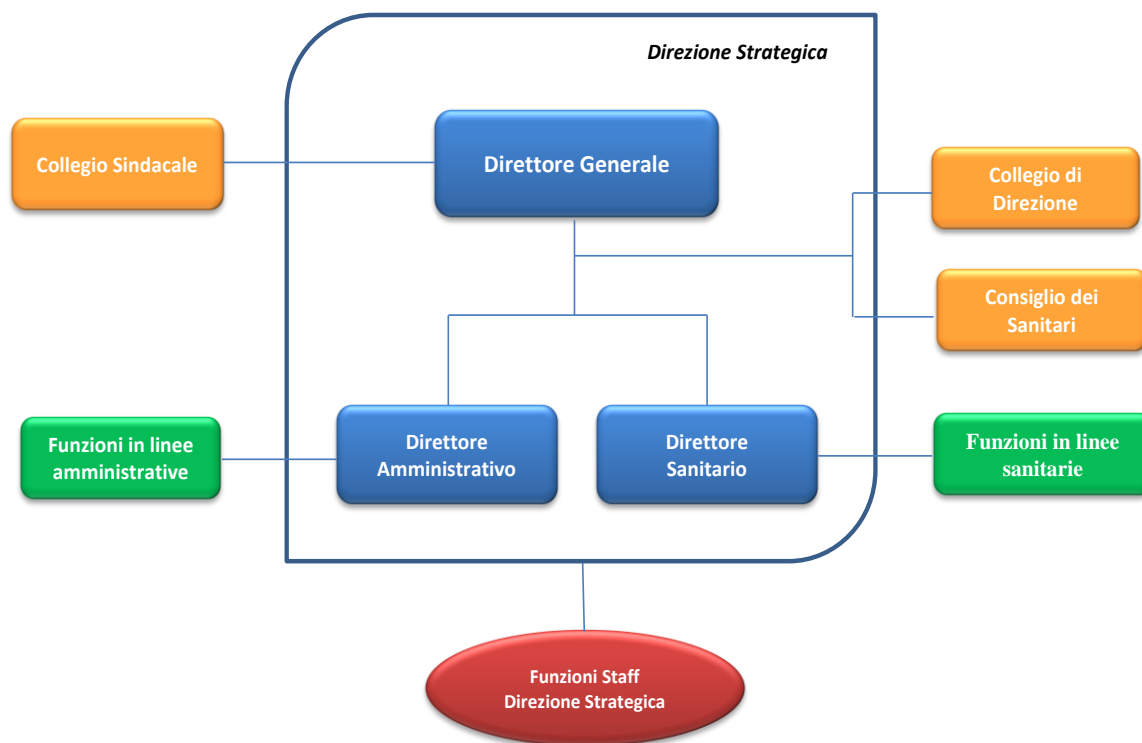 Direzione Strategica
Collegio Sindacale
Direttore Generale
Collegio di
Direzione
Consiglio dei
Sanitari
Funzioni in linee
amministrative
Direttore
Amministrativo
Direttore
Sanitario
Funzioni in linee
sanitarie
Funzioni Staff
Direzione Strategica